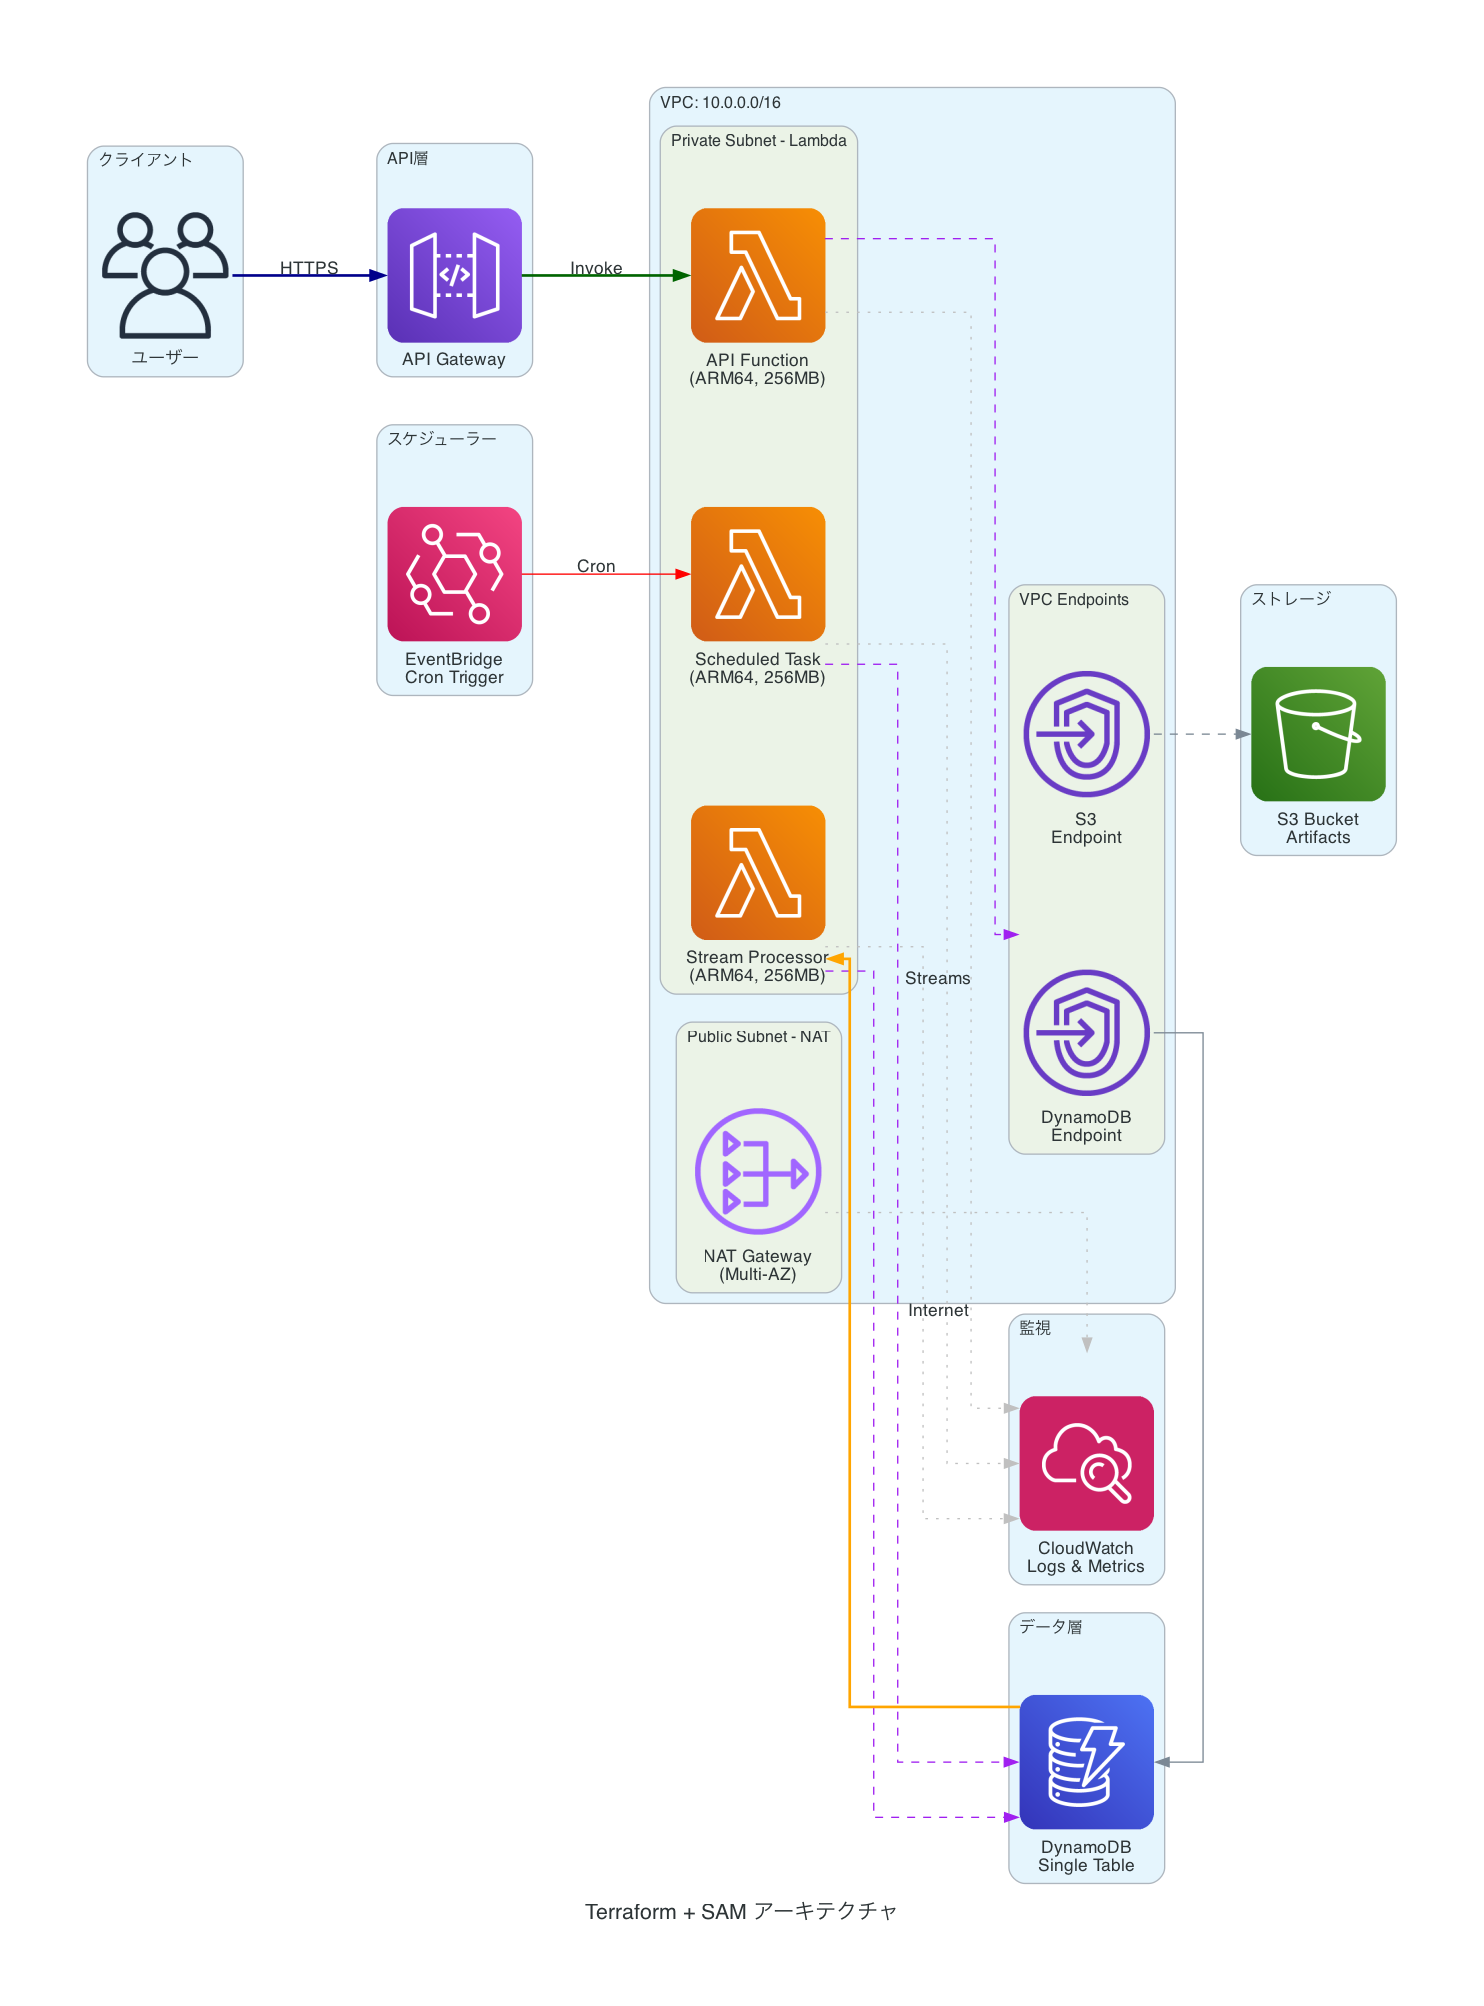 VPC: 10.0.0.0/16
Private Subnet - Lambda
クライアント
API層
HTTPS
Invoke
ユーザー
API Gateway
API Function
(ARM64, 256MB)
スケジューラー
Cron
EventBridge
Cron Trigger
Scheduled Task
(ARM64, 256MB)
VPC Endpoints
ストレージ
S3
Endpoint
S3 Bucket
Artifacts
Stream Processor
(ARM64, 256MB)
Streams
Public Subnet - NAT
DynamoDB
Endpoint
NAT Gateway
(Multi-AZ)
Internet
監視
CloudWatch
Logs & Metrics
データ層
DynamoDB
Single Table
Terraform + SAM アーキテクチャ